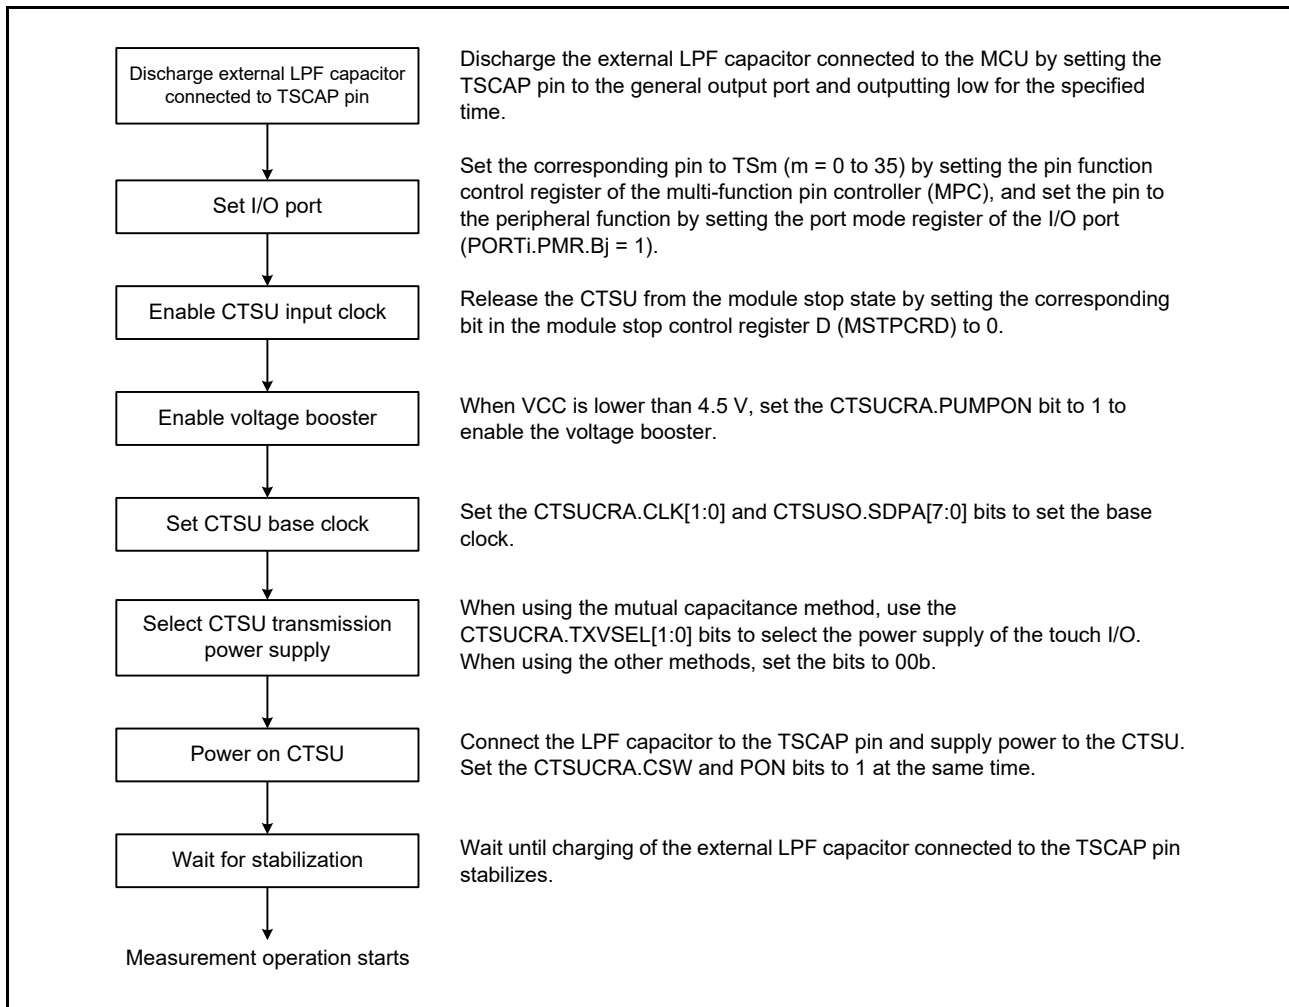 Discharge external LPF capacitor
connected to TSCAP pin
Discharge the external LPF capacitor connected to the MCU by setting the
TSCAP pin to the general output port and outputting low for the specified
time.
Set I/O port
Set the corresponding pin to TSm (m = 0 to 35) by setting the pin function
control register of the multi-function pin controller (MPC), and set the pin to
the peripheral function by setting the port mode register of the I/O port
(PORTi.PMR.Bj = 1).
Enable CTSU input clock
Release the CTSU from the module stop state by setting the corresponding
bit in the module stop control register D (MSTPCRD) to 0.
Enable voltage booster
When VCC is lower than 4.5 V, set the CTSUCRA.PUMPON bit to 1 to
enable the voltage booster.
Set CTSU base clock
Set the CTSUCRA.CLK[1:0] and CTSUSO.SDPA[7:0] bits to set the base
clock.
Select CTSU transmission
power supply
When using the mutual capacitance method, use the
CTSUCRA.TXVSEL[1:0] bits to select the power supply of the touch I/O.
When using the other methods, set the bits to 00b.
Power on CTSU
Connect the LPF capacitor to the TSCAP pin and supply power to the CTSU.
Set the CTSUCRA.CSW and PON bits to 1 at the same time.
Wait for stabilization
Wait until charging of the external LPF capacitor connected to the TSCAP pin
stabilizes.
Measurement operation starts